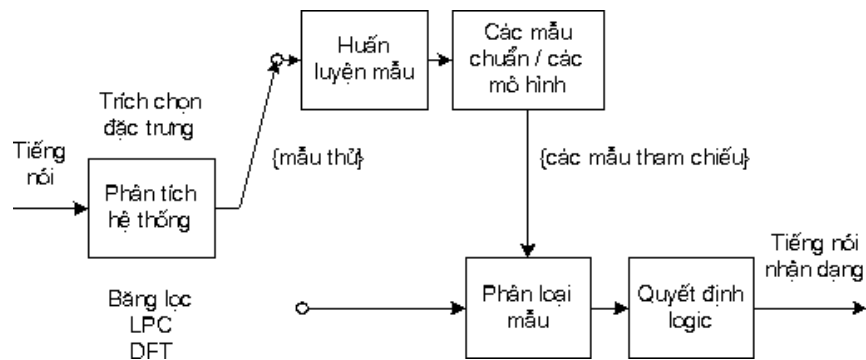 Huấn
luyện mẫu
Các mẫu
chuẩn / các
mô hình
Trích chọn
đặc trưng
Tiếng
nói
Phân tích
hệ thống
{mẫu thử}
{các mẫu tham chiếu}
Băng lọc
LPC
DFT
Phân loại
mẫu
Quyết định
logic
Tiếng nói
nhận dạng